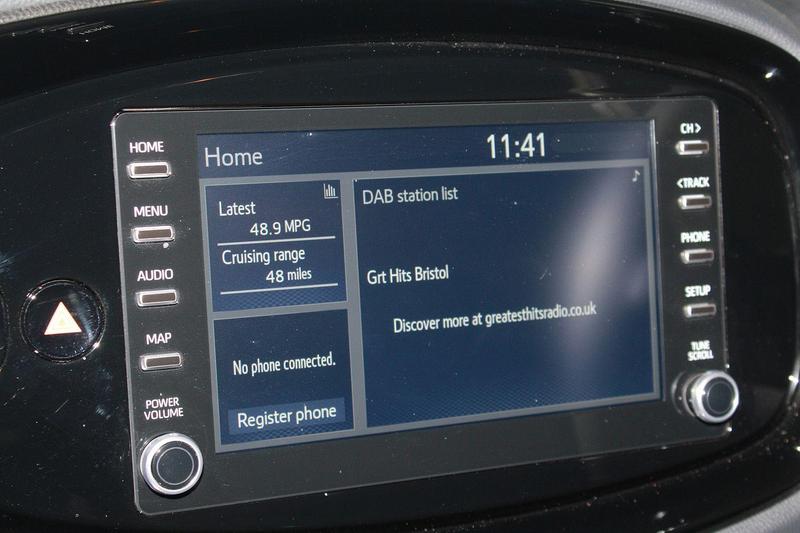 HOME
MENU
AUDIO
MAP
POWER
VOLUME
Home
11:41
Latest
48.9 MPG
Cruising range
48 miles
No phone connected.
Register phone
DAB station list
Grt Hits Bristol
Discover more at greatesthitsradio.co.uk
CH >
< TRACK
PHONE
SETUP
TUNE
SCROLL